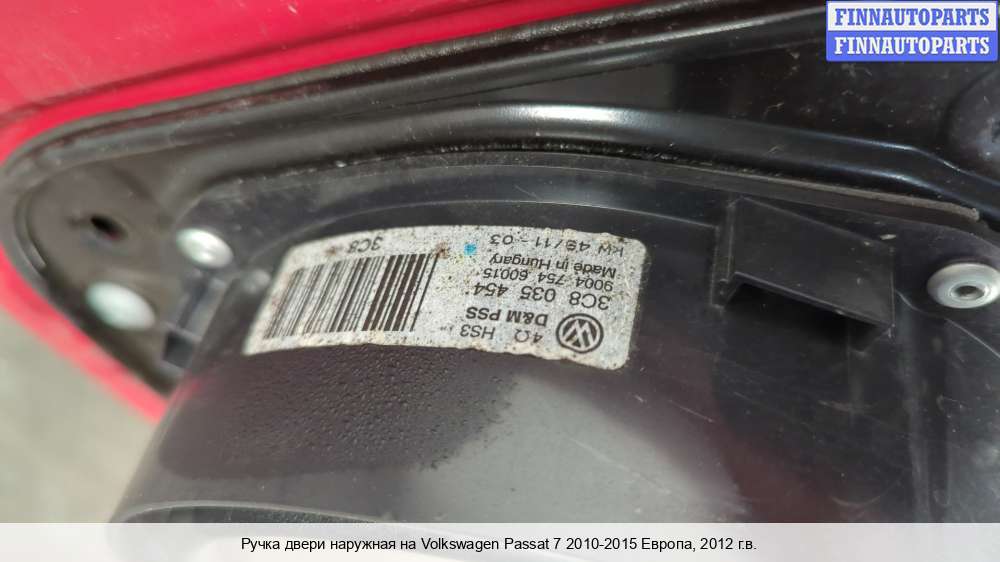 FINNAUTOPARTS
FINNAUTOPARTS
4Ω HS3
D&M PSS
3C8 035 454
9004 754 60015
Made in Hungary
KW 49/11 - 03
3C8
Ручка двери наружная на Volkswagen Passat 7 2010-2015 Европа, 2012 г.в.